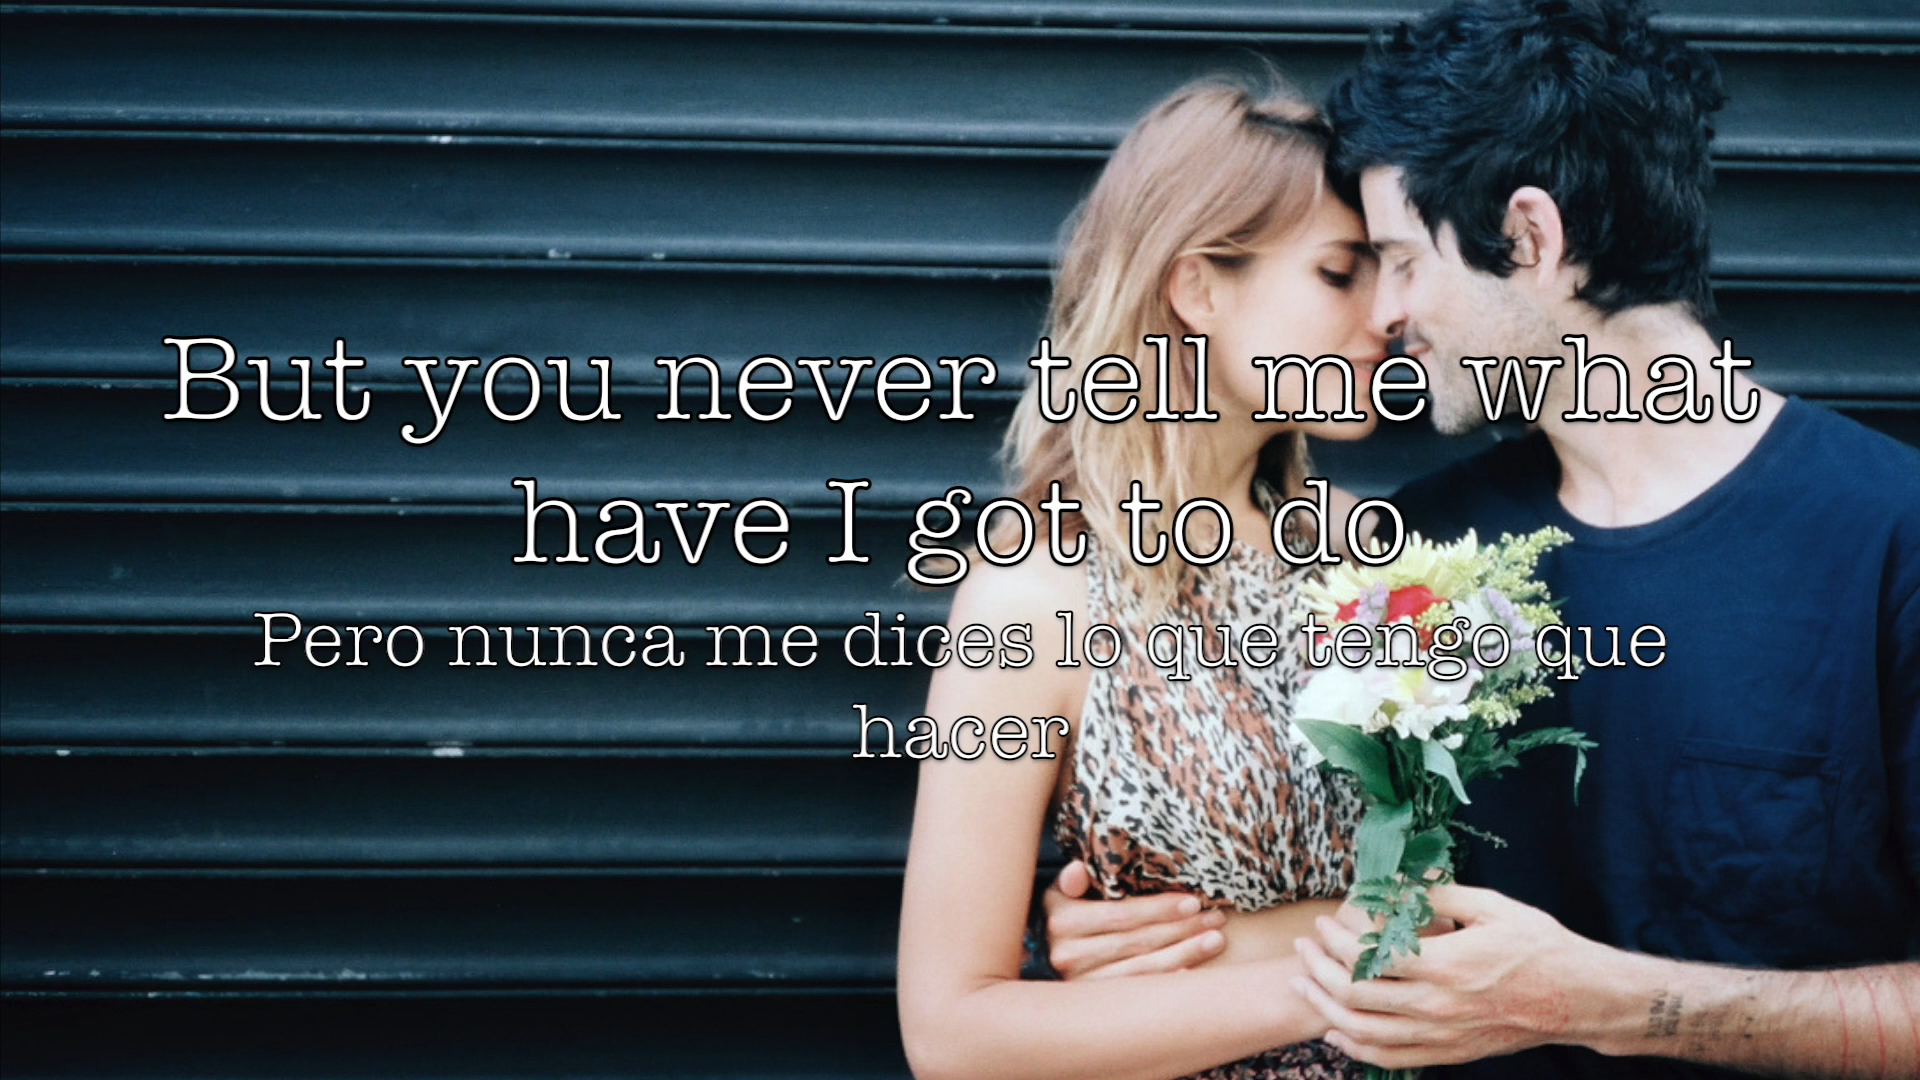 But you never tell me what
have I got to do
Pero nunca me dices lo que tengo que
hacer